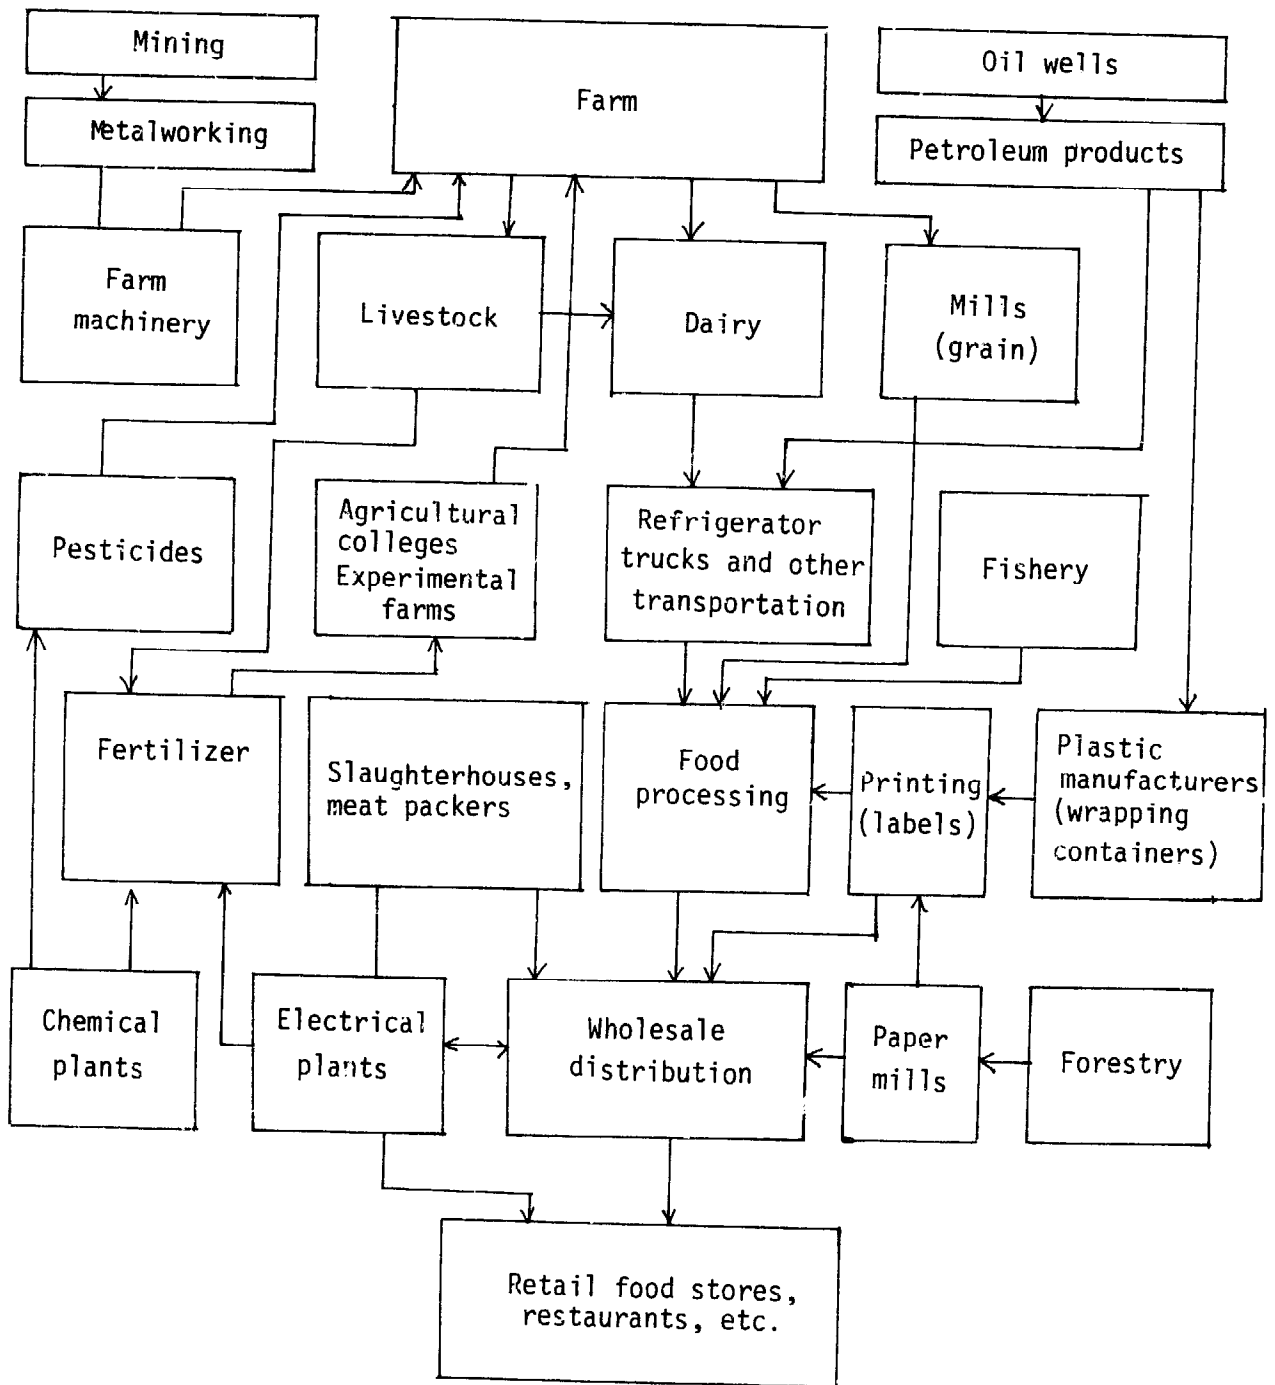 Mining
Farm
Oil wells
Metalworking
Petroleum products
Farm
machinery
Livestock
Dairy
Mills
(grain)
Pesticides
Agricultural
colleges
Experimental
farms
Refrigerator
trucks and other
transportation
Fishery
Fertilizer
Slaughterhouses,
meat packers
Food
processing
Printing
(labels)
Plastic
manufacturers
(wrapping
containers)
Chemical
plants
Electrical
plants
Wholesale
distribution
Paper
mills
Forestry
Retail food stores,
restaurants, etc.